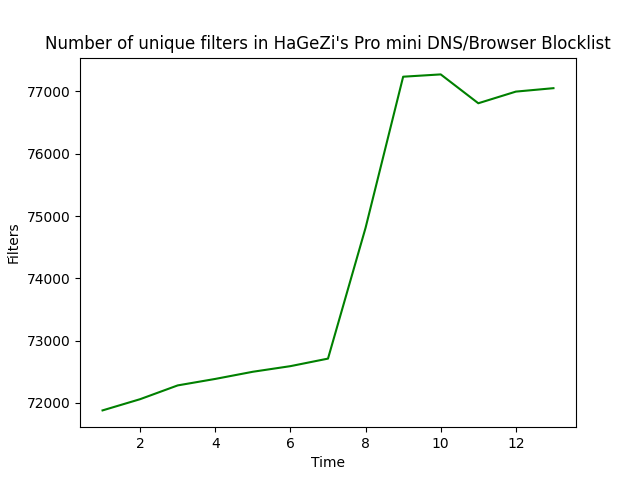 Number of unique filters in HaGeZi's Pro mini DNS/Browser Blocklist
77000
76000
75000
74000
73000
72000
Filters
2 4 6 8 10 12
Time